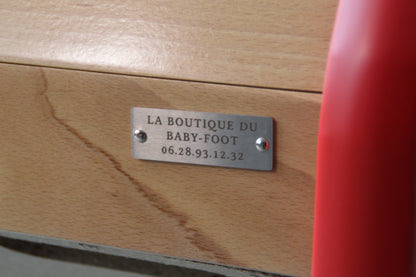 LA BOUTIQUE DU
BABY-FOOT
06.28.93.12.32